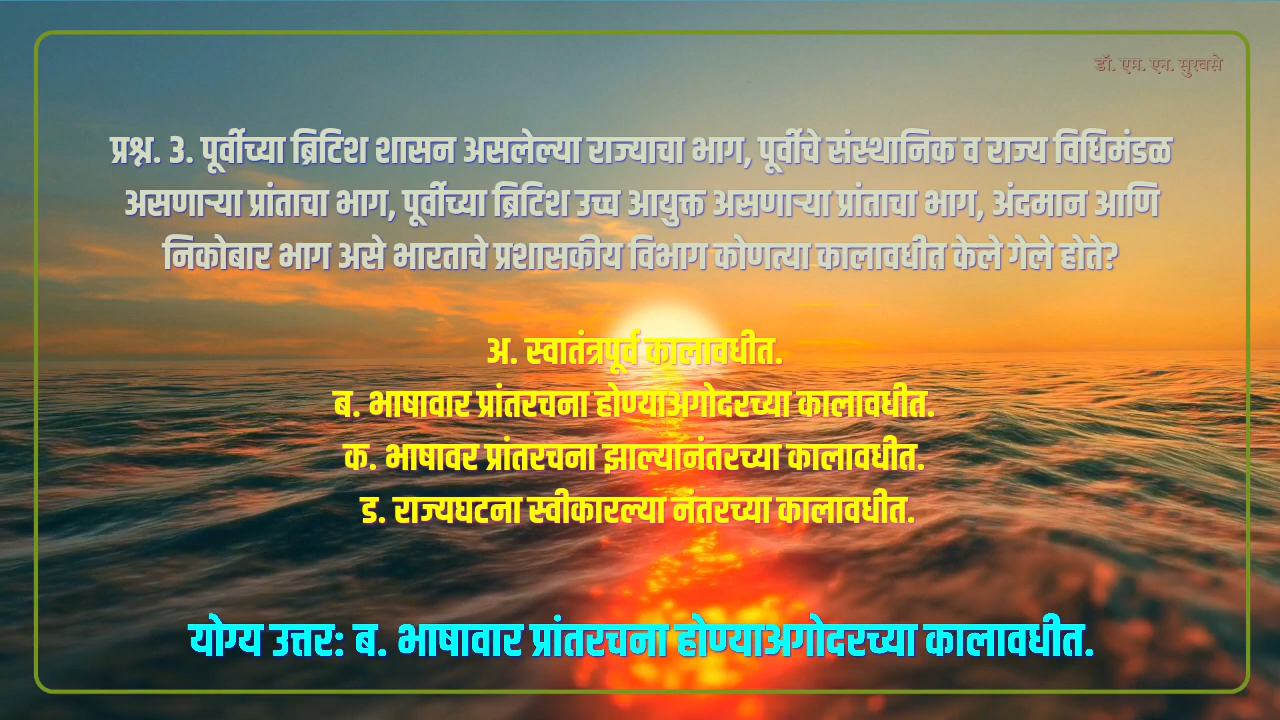 डॉ. एम. एन. सुरवसे
प्रश्न. 3. पूर्वीच्या ब्रिटिश शासन असलेल्या राज्याचा भाग, पूर्वीचे संस्थानिक व राज्य विधिमंडळ
असणाऱ्या प्रांताचा भाग, पूर्वीच्या ब्रिटिश उच्च आयुक्त असणाऱ्या प्रांताचा भाग, अंदमान आणि
निकोबार भाग असे भारताचे प्रशासकीय विभाग कोणत्या कालावधीत केले गेले होते?
अ. स्वातंत्रपूर्व कालावधीत.
ब. भाषावार प्रांतरचना होण्याअगोदरच्या कालावधीत.
क. भाषावर प्रांतरचना झाल्यानंतरच्या कालावधीत.
ड. राज्यघटना स्वीकारल्या नंतरच्या कालावधीत.
योग्य उत्तर: ब. भाषावार प्रांतरचना होण्याअगोदरच्या कालावधीत.